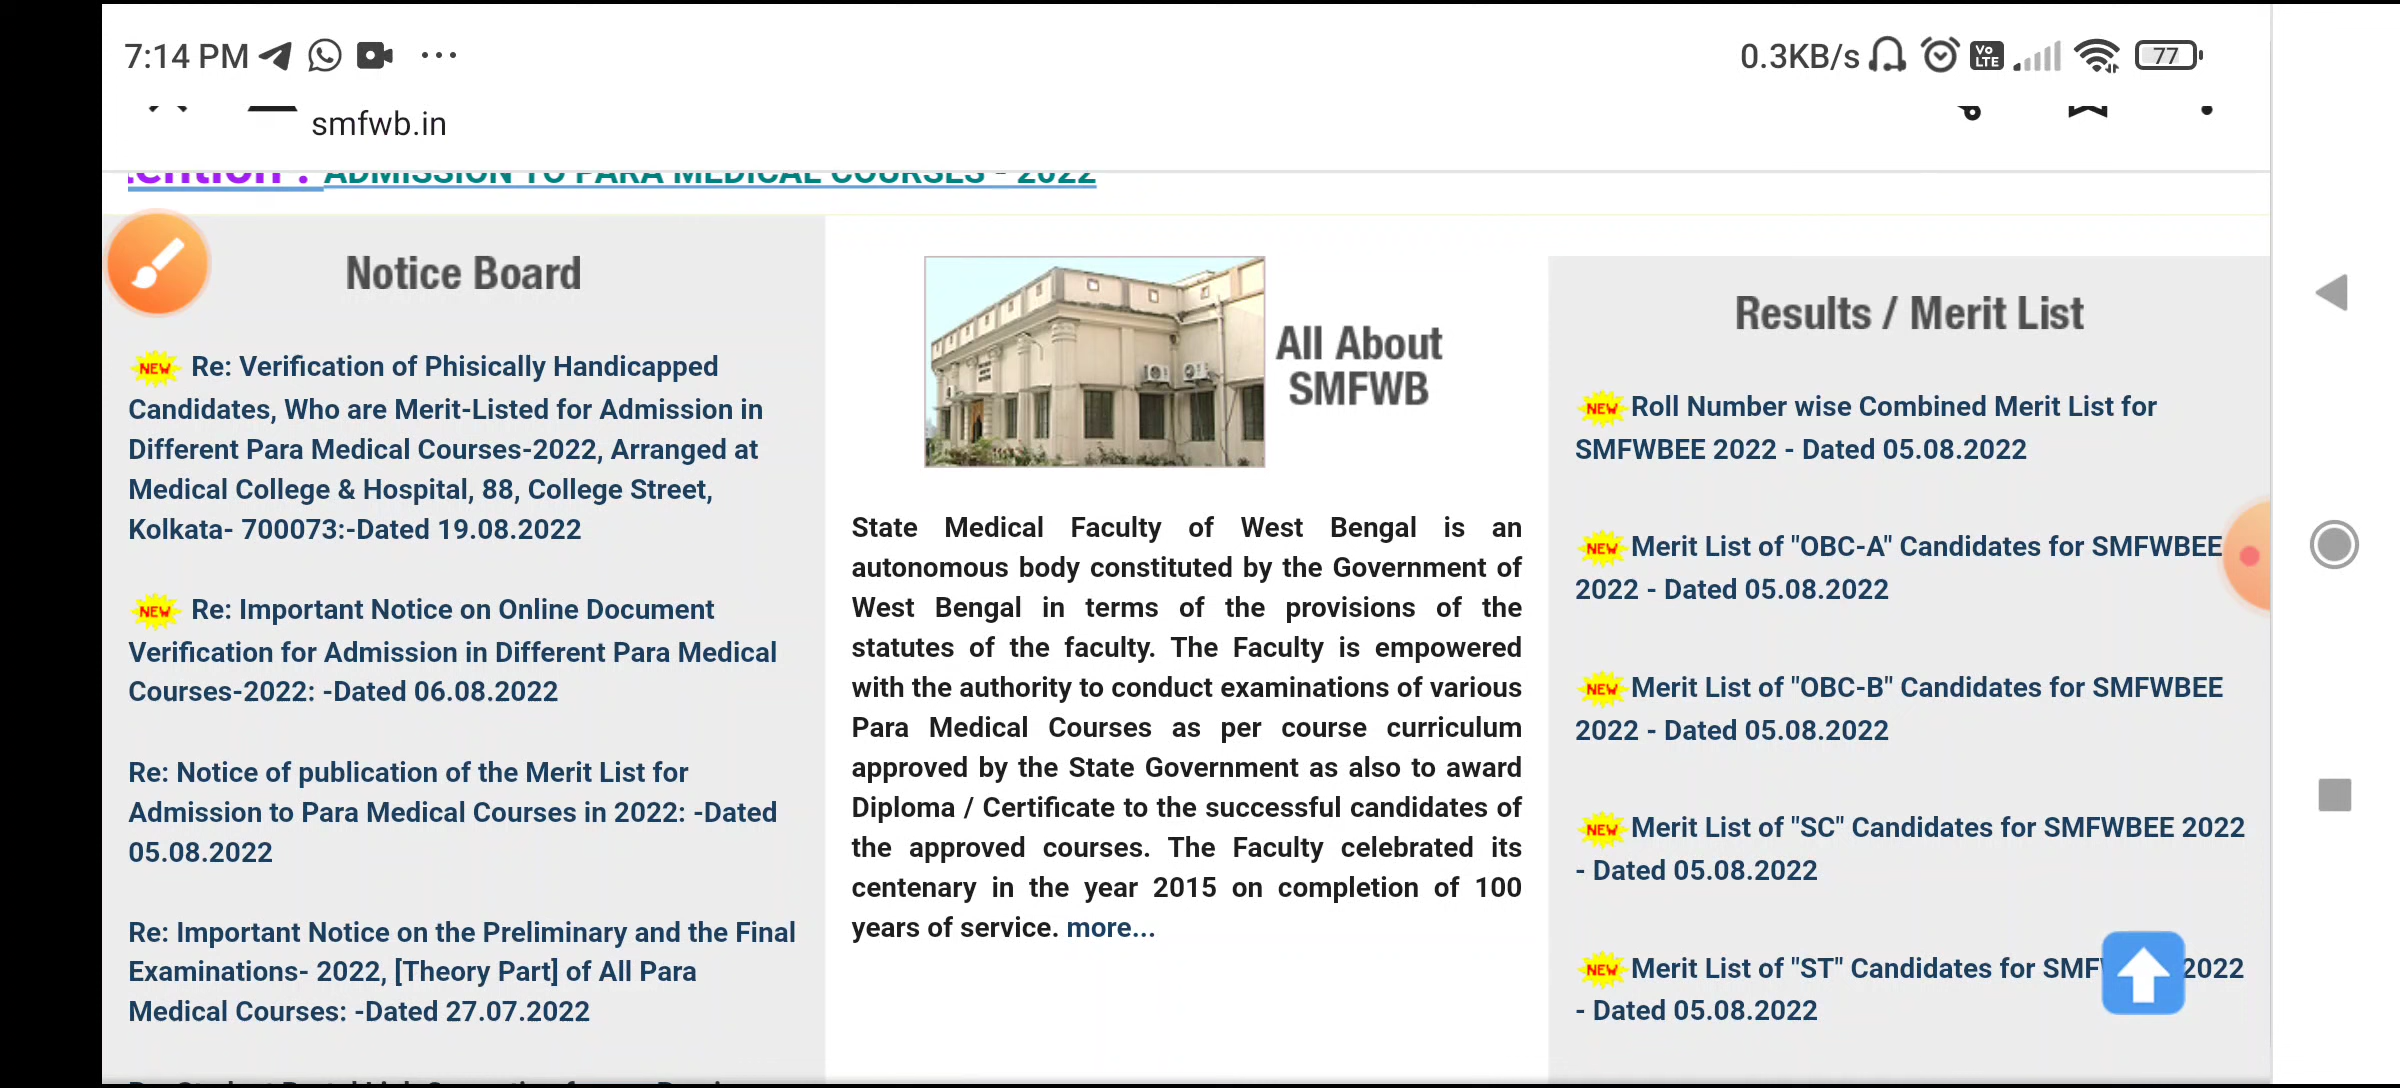 7:14 PM
0.3KB/s
Vo LTE
77
smfwb.in
ADMISSION TO PARA MEDICAL COURSES - 2022
Notice Board
NEW Re: Verification of Phisically Handicapped
Candidates, Who are Merit-Listed for Admission in
Different Para Medical Courses-2022, Arranged at
Medical College & Hospital, 88, College Street,
Kolkata- 700073:-Dated 19.08.2022
NEW Re: Important Notice on Online Document
Verification for Admission in Different Para Medical
Courses-2022: -Dated 06.08.2022
Re: Notice of publication of the Merit List for
Admission to Para Medical Courses in 2022: -Dated
05.08.2022
Re: Important Notice on the Preliminary and the Final
Examinations- 2022, [Theory Part] of All Para
Medical Courses: -Dated 27.07.2022
All About
SMFWB
State Medical Faculty of West Bengal is an
autonomous body constituted by the Government of
West Bengal in terms of the provisions of the
statutes of the faculty. The Faculty is empowered
with the authority to conduct examinations of various
Para Medical Courses as per course curriculum
approved by the State Government as also to award
Diploma / Certificate to the successful candidates of
the approved courses. The Faculty celebrated its
centenary in the year 2015 on completion of 100
years of service. more...
Results / Merit List
NEW Roll Number wise Combined Merit List for
SMFWBEE 2022 - Dated 05.08.2022
NEW Merit List of "OBC-A" Candidates for SMFWBEE
2022 - Dated 05.08.2022
NEW Merit List of "OBC-B" Candidates for SMFWBEE
2022 - Dated 05.08.2022
NEW Merit List of "SC" Candidates for SMFWBEE 2022
- Dated 05.08.2022
NEW Merit List of "ST" Candidates for 2022
- Dated 05.08.2022